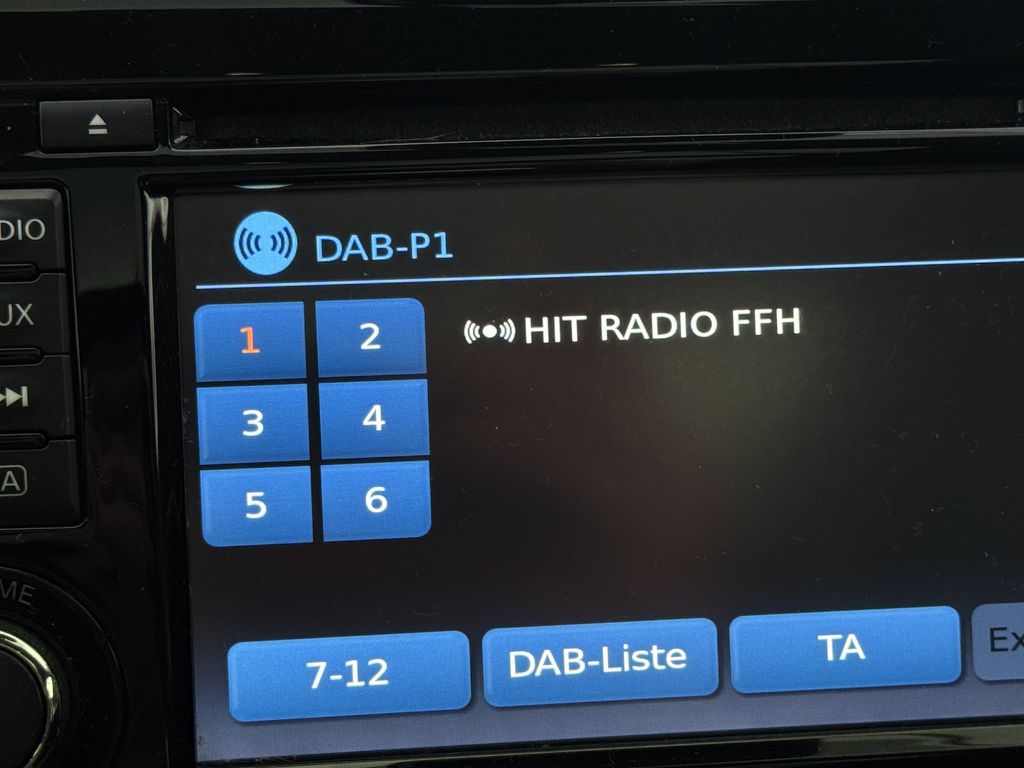 DAB-P1
1 2
HIT RADIO FFH
3 4
5 6
7-12 DAB-Liste TA